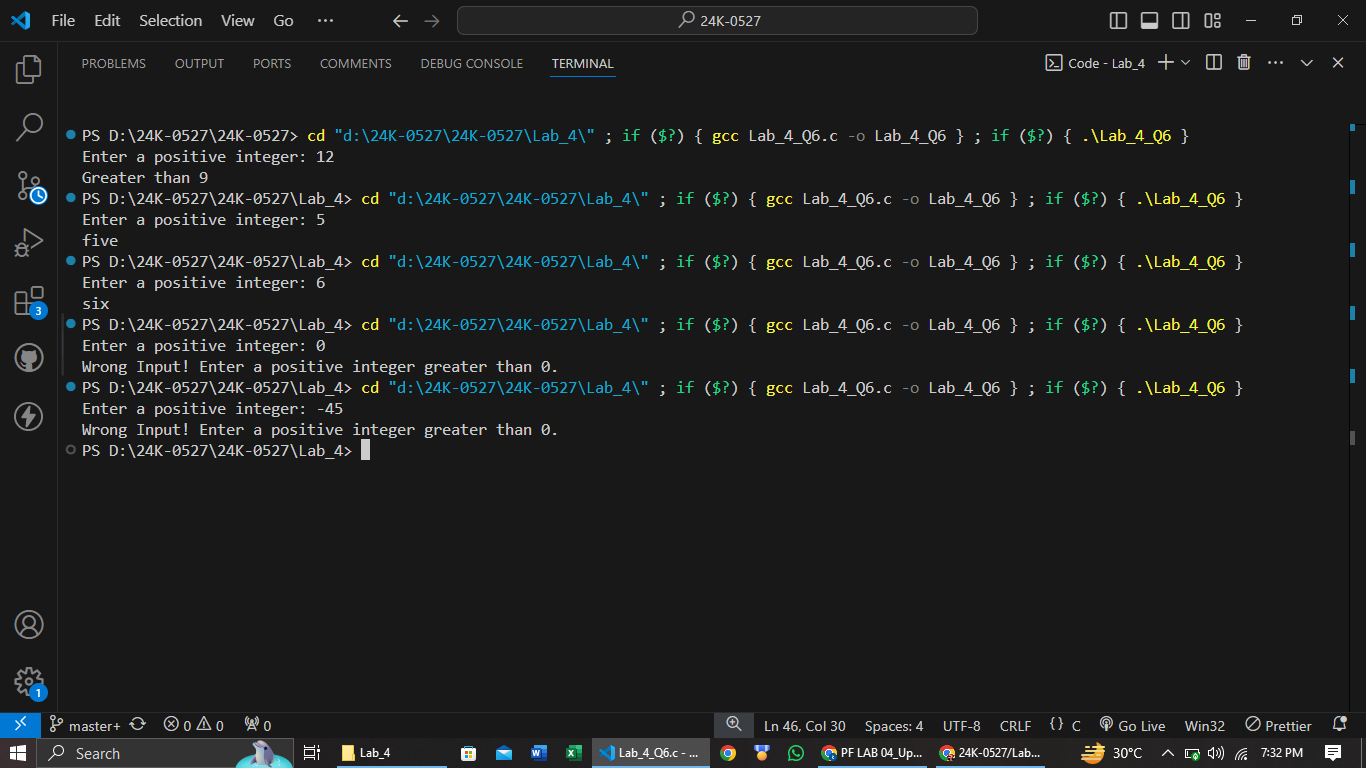 File Edit Selection View Go ··· 24K-0527
PROBLEMS OUTPUT PORTS COMMENTS DEBUG CONSOLE TERMINAL Code - Lab_4
PS D:\24K-0527\24K-0527> cd "d:\24K-0527\24K-0527\Lab_4\" ; if ($?) { gcc Lab_4_Q6.c -o Lab_4_Q6 } ; if ($?) { .\Lab_4_Q6 }
Enter a positive integer: 12
Greater than 9
PS D:\24K-0527\24K-0527\Lab_4> cd "d:\24K-0527\24K-0527\Lab_4\" ; if ($?) { gcc Lab_4_Q6.c -o Lab_4_Q6 } ; if ($?) { .\Lab_4_Q6 }
Enter a positive integer: 5
five
PS D:\24K-0527\24K-0527\Lab_4> cd "d:\24K-0527\24K-0527\Lab_4\" ; if ($?) { gcc Lab_4_Q6.c -o Lab_4_Q6 } ; if ($?) { .\Lab_4_Q6 }
Enter a positive integer: 6
six
PS D:\24K-0527\24K-0527\Lab_4> cd "d:\24K-0527\24K-0527\Lab_4\" ; if ($?) { gcc Lab_4_Q6.c -o Lab_4_Q6 } ; if ($?) { .\Lab_4_Q6 }
Enter a positive integer: 0
Wrong Input! Enter a positive integer greater than 0.
PS D:\24K-0527\24K-0527\Lab_4> cd "d:\24K-0527\24K-0527\Lab_4\" ; if ($?) { gcc Lab_4_Q6.c -o Lab_4_Q6 } ; if ($?) { .\Lab_4_Q6 }
Enter a positive integer: -45
Wrong Input! Enter a positive integer greater than 0.
PS D:\24K-0527\24K-0527\Lab_4>
3
1
master+ 0 0 0 Ln 46, Col 30 Spaces: 4 UTF-8 CRLF {} C Go Live Win32 Prettier
Search Lab_4 Lab_4_Q6.c - ... PF LAB 04_Up... 24K-0527/Lab... 30°C 7:32 PM